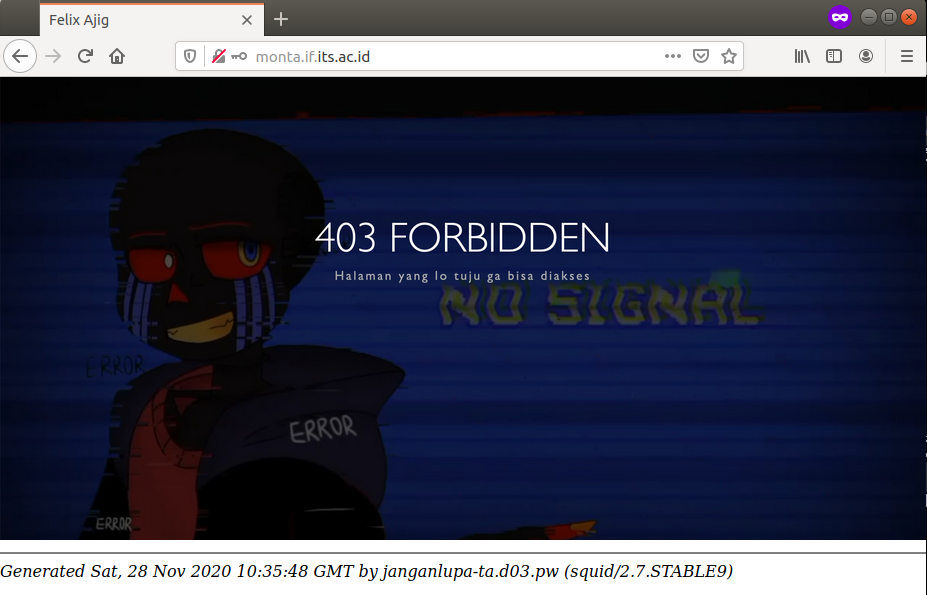 Felix Ajig
monta.if.its.ac.id
403 FORBIDDEN
Halaman yang lo tuju ga bisa diakses
NO SIGNAL
ERROR
ERROR
ERROR
Generated Sat, 28 Nov 2020 10:35:48 GMT by janganlupa-ta.d03.pw (squid/2.7.STABLE9)